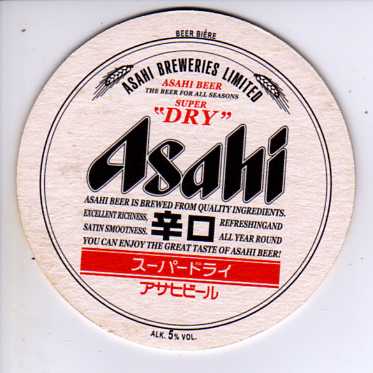 BEER BIÈRE
ASAHI BREWERIES LIMITED
ASAHI BEER
THE BEER FOR ALL SEASONS
SUPER
"DRY"
Asahi
ASAHI BEER IS BREWED FROM QUALITY INGREDIENTS.
EXCELLENT RICHNESS, 辛口 REFRESHINGAND
SATIN SMOOTHNESS. ALL YEAR ROUND
YOU CAN ENJOY THE GREAT TASTE OF ASAHI BEER!
スーパードライ
アサヒビール
ALK. 5% VOL.